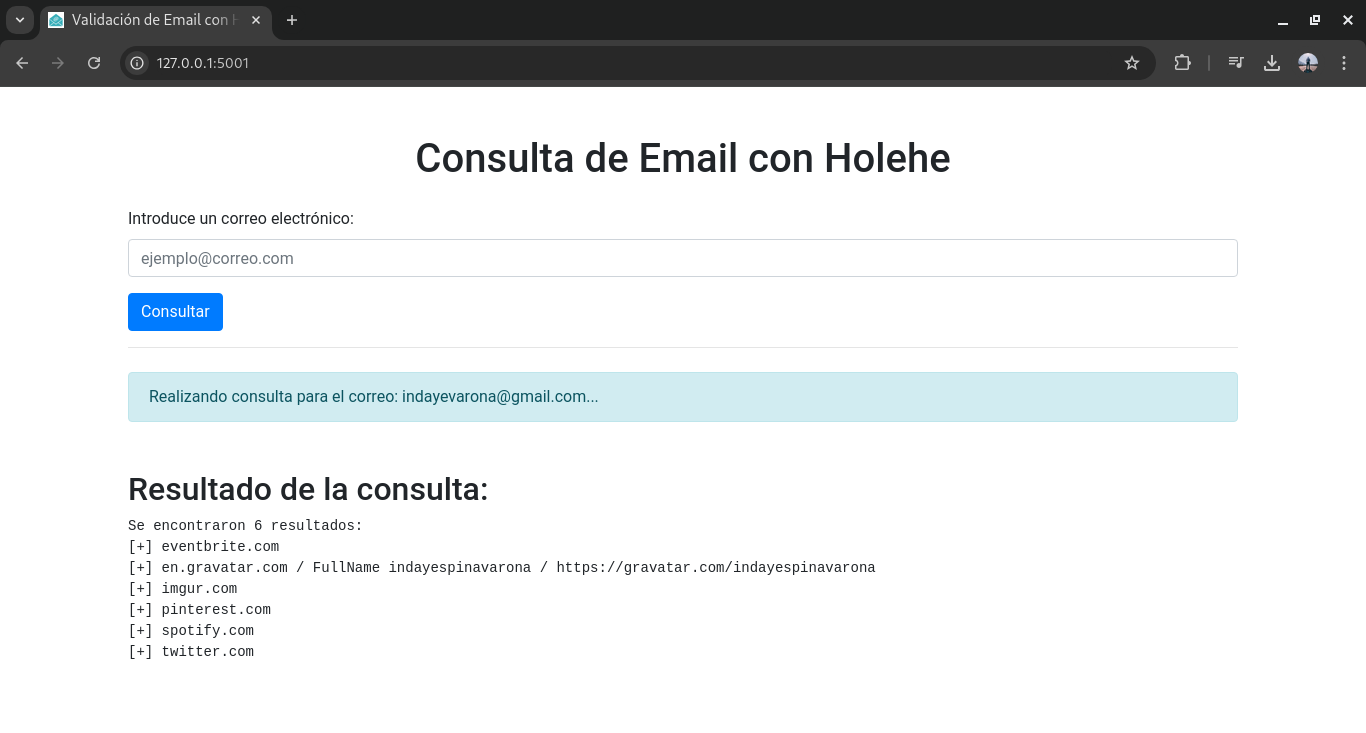 Validación de Email con
127.0.0.1:5001
Consulta de Email con Holehe
Introduce un correo electrónico:
ejemplo@correo.com
Consultar
Realizando consulta para el correo: indayevarona@gmail.com...
Resultado de la consulta:
Se encontraron 6 resultados:
[+] eventbrite.com
[+] en.gravatar.com / FullName indayespinavarona / https://gravatar.com/indayespinavarona
[+] imgur.com
[+] pinterest.com
[+] spotify.com
[+] twitter.com